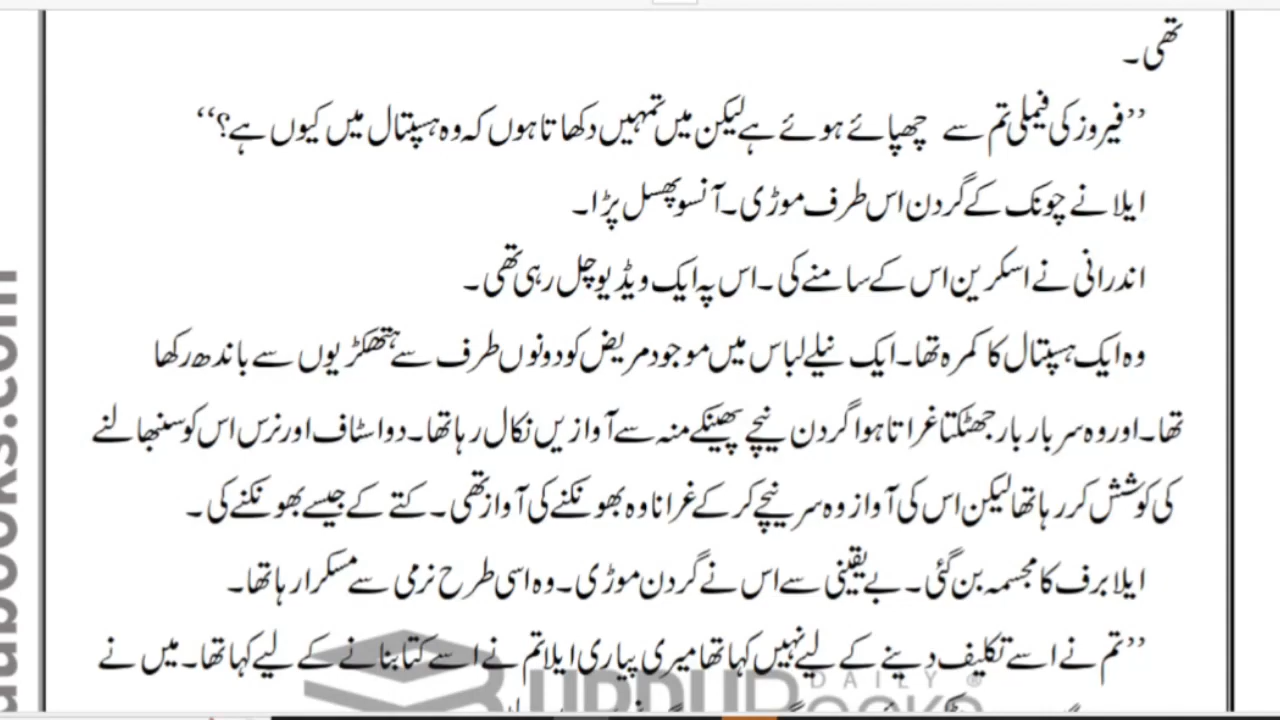 تھی۔
’’فیروز کی فیملی تم سے چھپائے ہوئے ہے لیکن میں تمہیں دکھاتا ہوں کہ وہ ہسپتال میں کیوں ہے؟‘‘
ایلا نے چونک کے گردن اس طرف موڑی۔ آنسو پھسل پڑا۔
اندرانی نے اسکرین اس کے سامنے کی۔ اس پہ ایک ویڈیو چل رہی تھی۔
وہ ایک ہسپتال کا کمرہ تھا۔ ایک نیلے لباس میں موجود مریض کو دونوں طرف سے ہتھکڑیوں سے باندھ رکھا
تھا۔ اور وہ سر بار بار جھٹکتا غراتا ہوا گردن نیچے پھینکے منہ سے آوازیں نکال رہا تھا۔ دو اسٹاف اور نرس اس کو سنبھالنے
کی کوشش کر رہا تھا لیکن اس کی آواز وہ سر نیچے کر کے غرانا وہ بھونکنے کی آواز تھی۔ کتے کے جیسے بھونکنے کی۔
ایلا برف کا مجسمہ بن گئی۔ بے یقینی سے اس نے گردن موڑی۔ وہ اسی طرح نرمی سے مسکرا رہا تھا۔
’’تم نے اسے تکلیف دینے کے لیے نہیں کہا تھا میری پیاری ایلا تم نے اسے کتا بنانے کے لیے کہا تھا۔ میں نے
DAILY
URDU Books
ubooks.com